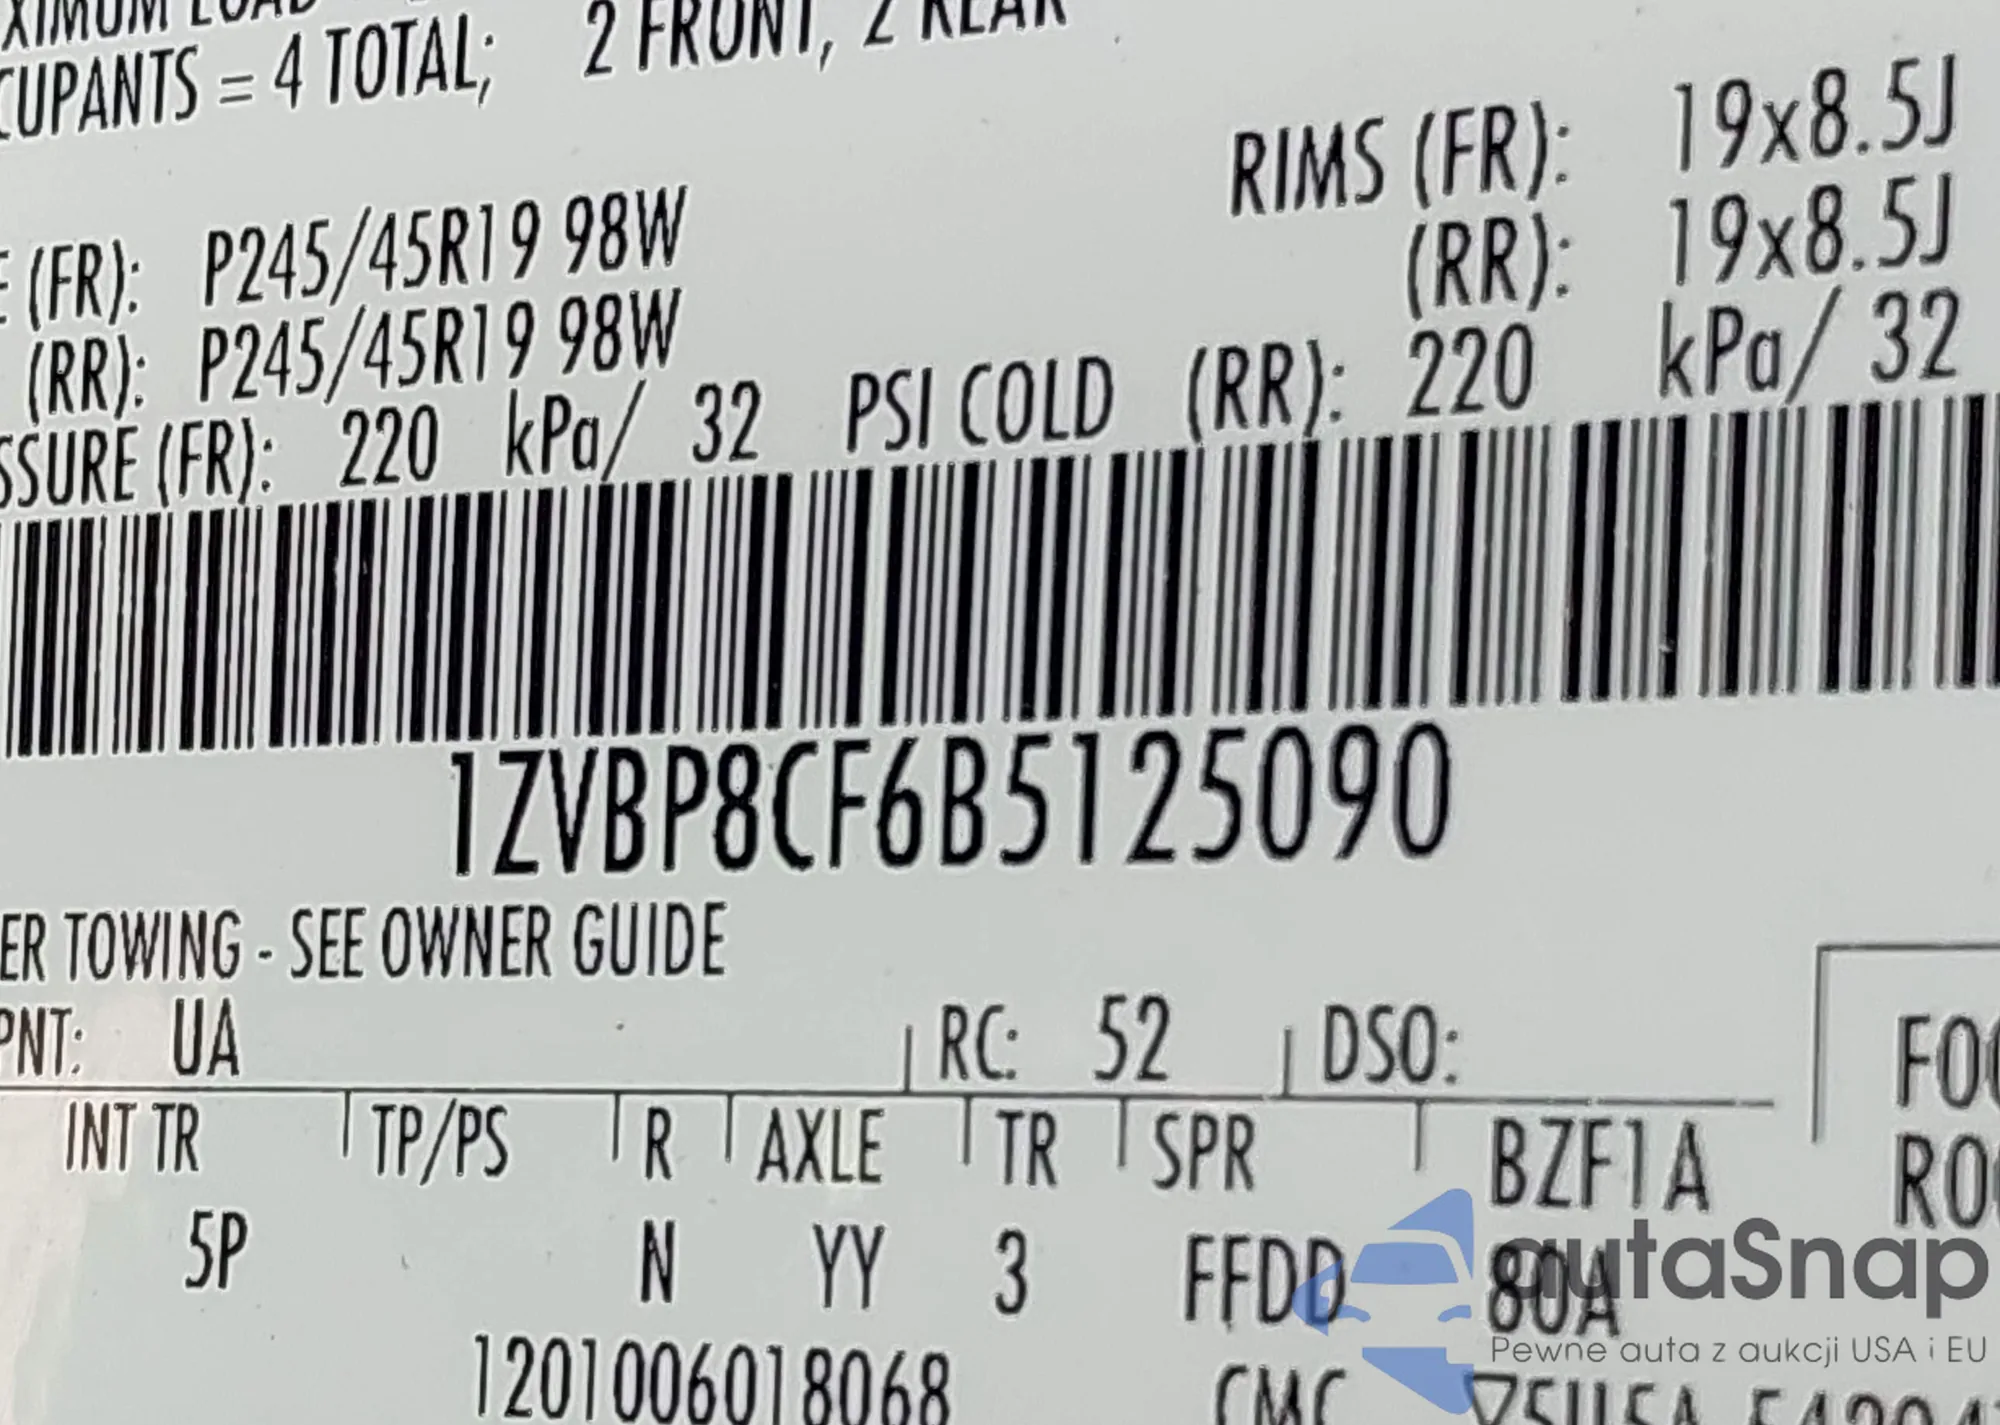 XIMUM LOAD
CUPANTS = 4 TOTAL; 2 FRONT, 2 REAR
RIMS (FR): 19x8.5J
E (FR): P245/45R19 98W
(RR): 19x8.5J
(RR): P245/45R19 98W
SSURE (FR): 220 kPa/ 32 PSI COLD (RR): 220 kPa/ 32
1ZVBP8CF6B5125090
ER TOWING - SEE OWNER GUIDE
PNT: UA RC: 52 DSO:
INT TR TP/PS R AXLE TR SPR BZF1A
5P N YY 3 FFDD 80A
1201006018068
CMC
autaSnap
Pewne auta z aukcji USA i EU